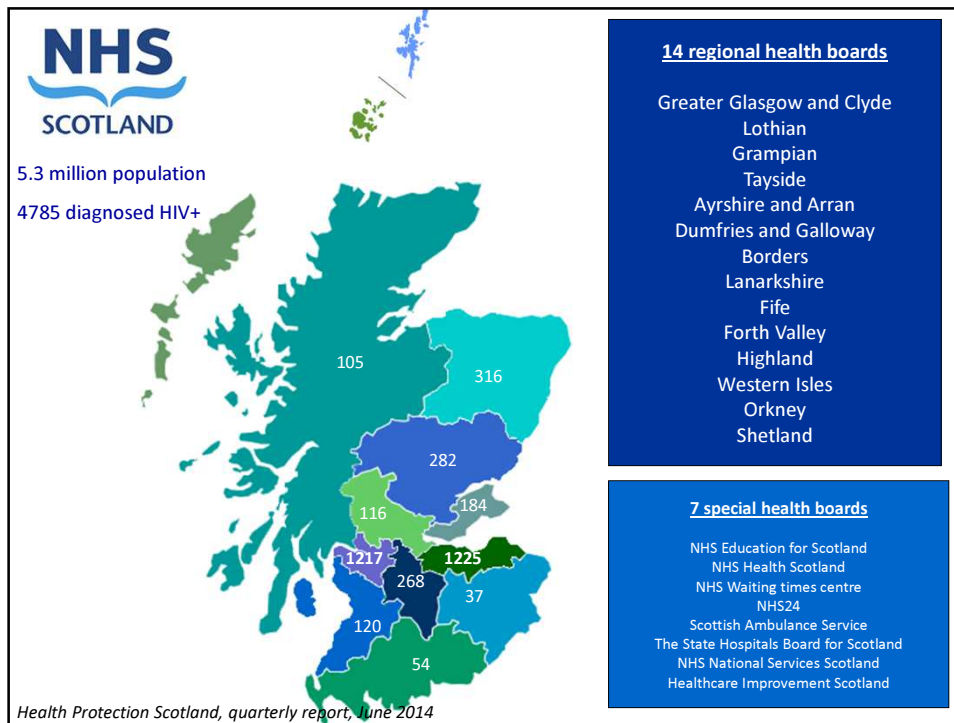 NHS
SCOTLAND
5.3 million population
4785 diagnosed HIV+
105
316
282
116
184
1217
1225
268
37
120
54
Health Protection Scotland, quarterly report, June 2014
14 regional health boards
Greater Glasgow and Clyde
Lothian
Grampian
Tayside
Ayrshire and Arran
Dumfries and Galloway
Borders
Lanarkshire
Fife
Forth Valley
Highland
Western Isles
Orkney
Shetland
7 special health boards
NHS Education for Scotland
NHS Health Scotland
NHS Waiting times centre
NHS24
Scottish Ambulance Service
The State Hospitals Board for Scotland
NHS National Services Scotland
Healthcare Improvement Scotland